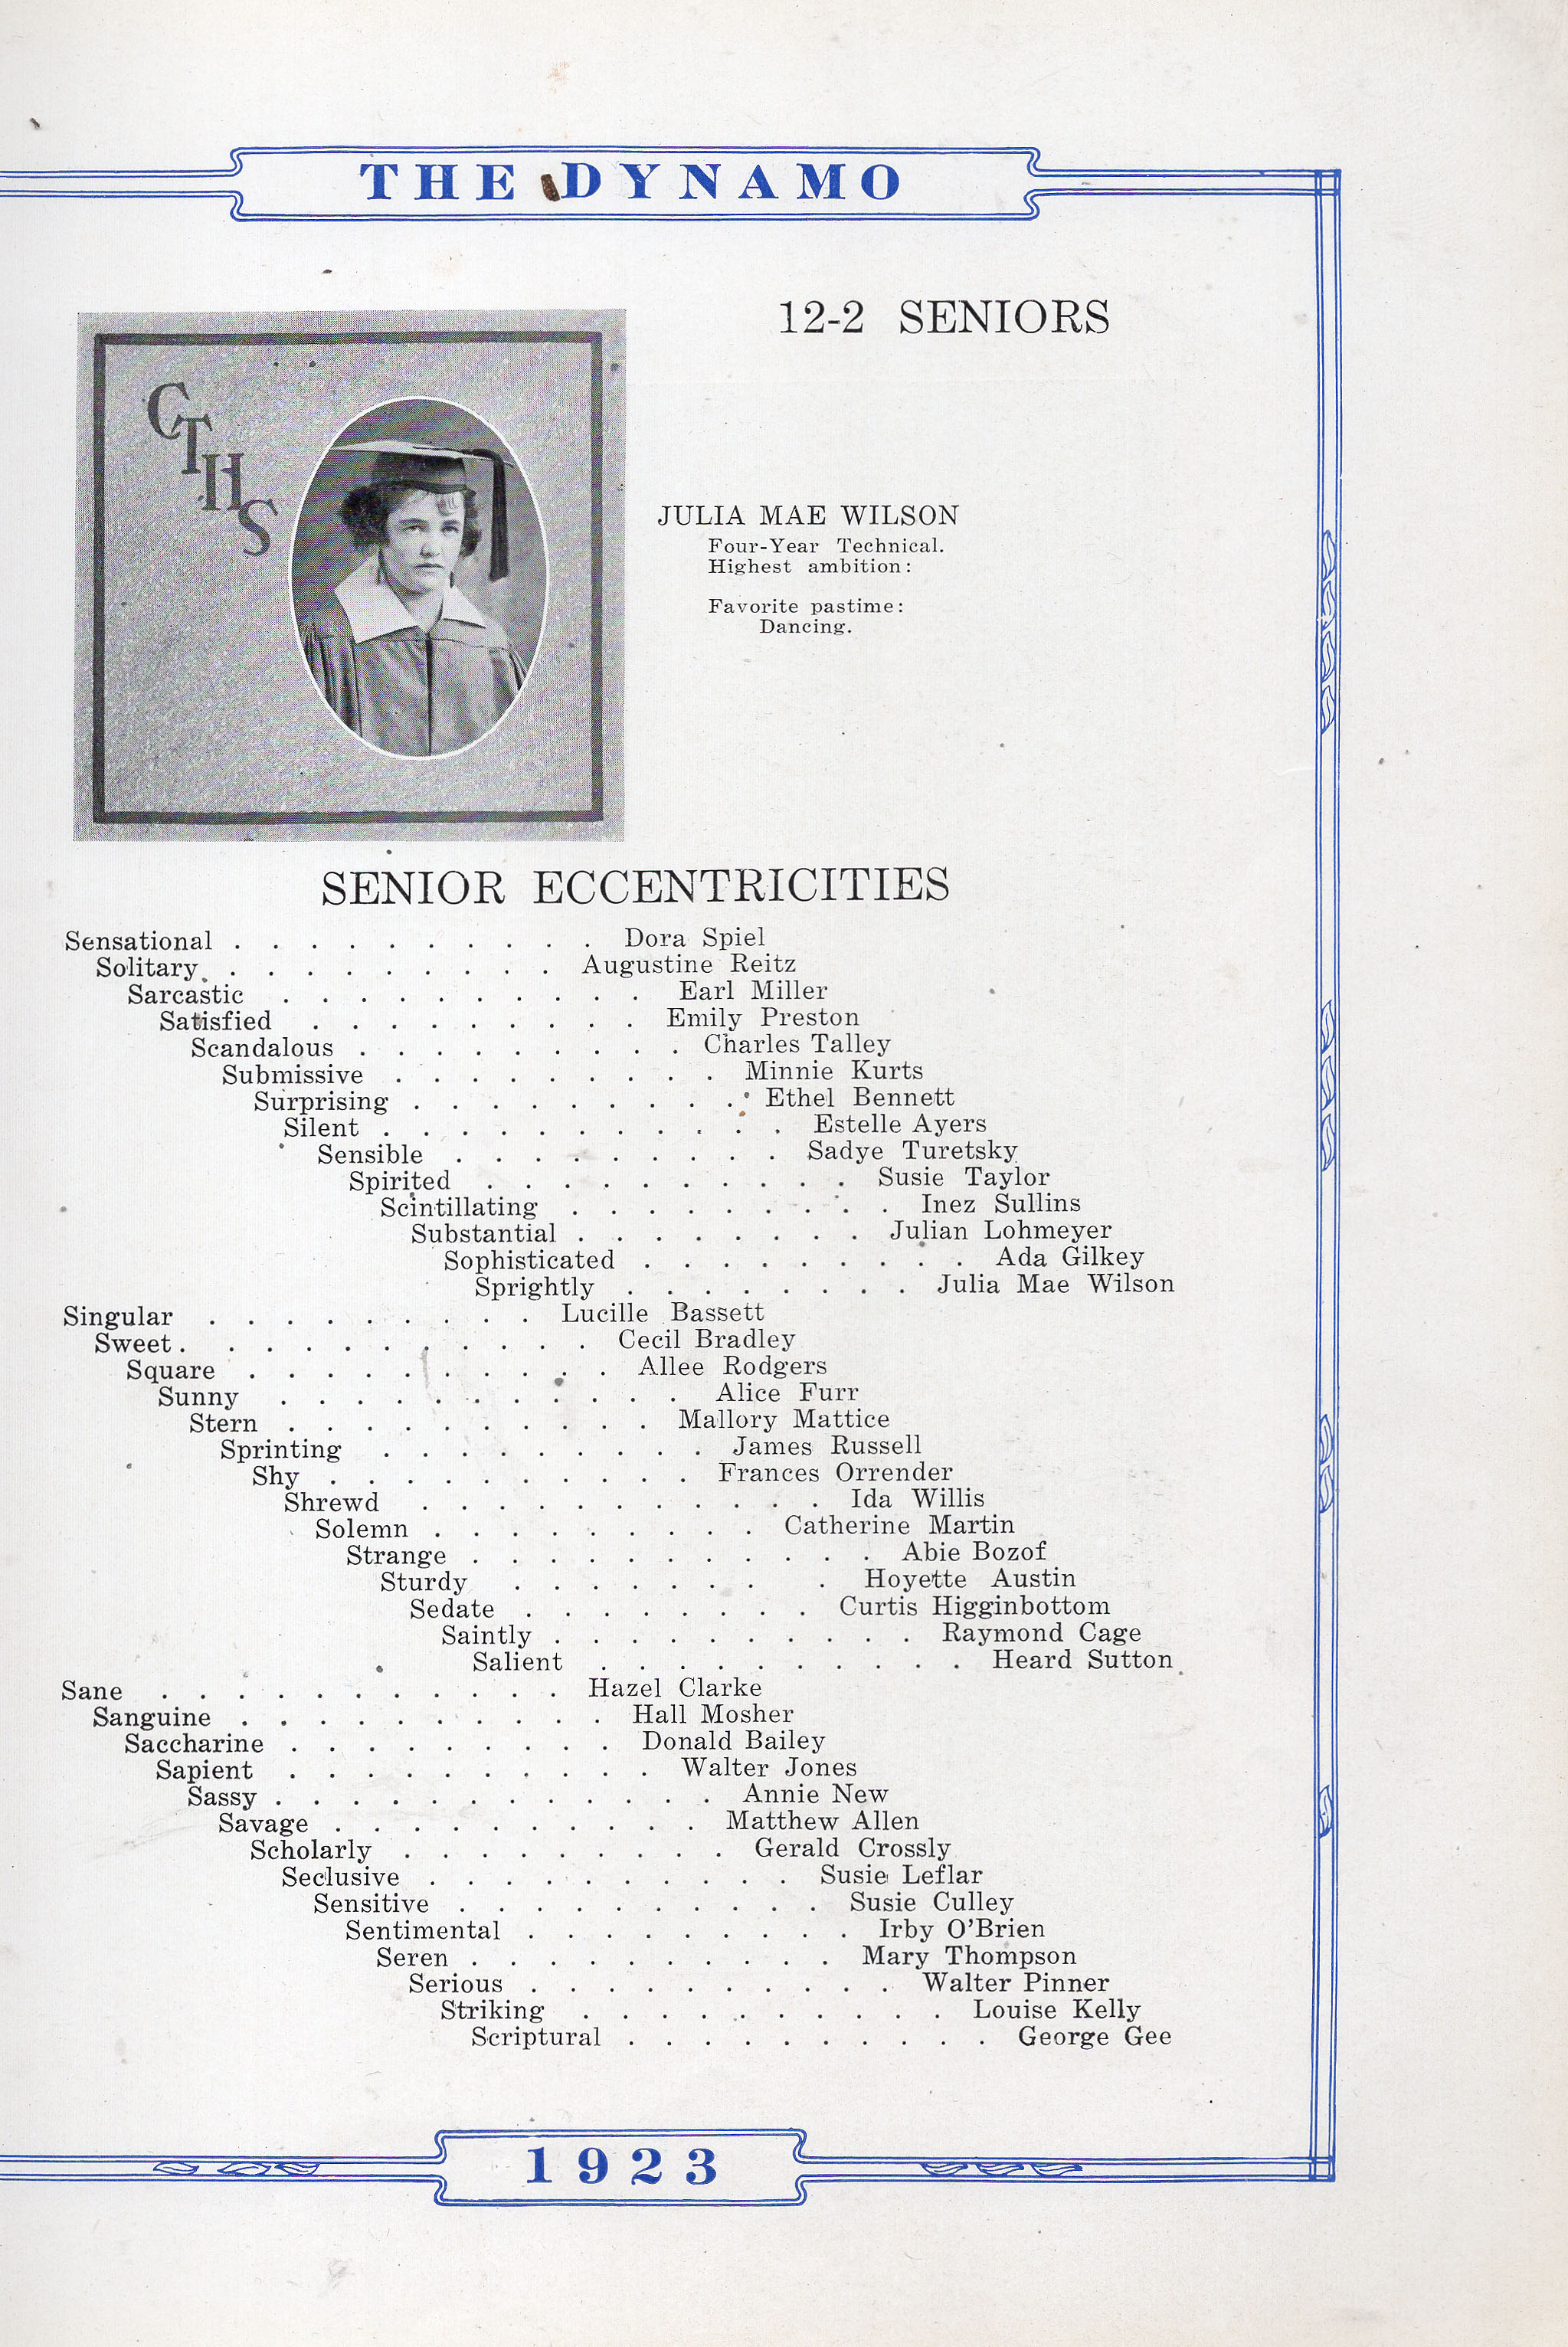 THE DYNAMO
12-2 SENIORS
C
T
H
S
JULIA MAE WILSON
Four-Year Technical.
Highest ambition:
Favorite pastime:
Dancing.
SENIOR ECCENTRICITIES
Sensational . . . . . . . . . . Dora Spiel
Solitary . . . . . . . . . Augustine Reitz
Sarcastic . . . . . . . . . . Earl Miller
Satisfied . . . . . . . . . Emily Preston
Scandalous . . . . . . . . . Charles Talley
Submissive . . . . . . . . . Minnie Kurts
Surprising . . . . . . . . . Ethel Bennett
Silent . . . . . . . . . . . Estelle Ayers
Sensible . . . . . . . . . Sadye Turetsky
Spirited . . . . . . . . . . Susie Taylor
Scintillating . . . . . . . . . Inez Sullins
Substantial . . . . . . . . Julian Lohmeyer
Sophisticated . . . . . . . . . Ada Gilkey
Sprightly . . . . . . . . Julia Mae Wilson
Singular . . . . . . . . . Lucille Bassett
Sweet . . . . . . . . . . . Cecil Bradley
Square . . . . . . . . . . Allee Rodgers
Sunny . . . . . . . . . . . Alice Furr
Stern . . . . . . . . . . Mallory Mattice
Sprinting . . . . . . . . . James Russell
Shy . . . . . . . . . . Frances Orrender
Shrewd . . . . . . . . . . . Ida Willis
Solemn . . . . . . . . . Catherine Martin
Strange . . . . . . . . . . . Abie Bozof
Sturdy . . . . . . . . Hoyette Austin
Sedate . . . . . . . . Curtis Higginbottom
Saintly . . . . . . . . . . Raymond Cage
Salient . . . . . . . . . . Heard Sutton
Sane . . . . . . . . . . . Hazel Clarke
Sanguine . . . . . . . . . . Hall Mosher
Saccharine . . . . . . . . . Donald Bailey
Sapient . . . . . . . . . . Walter Jones
Sassy . . . . . . . . . . . . Annie New
Savage . . . . . . . . . . Matthew Allen
Scholarly . . . . . . . . . Gerald Crossly
Seclusive . . . . . . . . . . Susie Leflar
Sensitive . . . . . . . . . . Susie Culley
Sentimental . . . . . . . . . Irby O'Brien
Seren . . . . . . . . . . Mary Thompson
Serious . . . . . . . . . . Walter Pinner
Striking . . . . . . . . . . Louise Kelly
Scriptural . . . . . . . . . . George Gee
1923